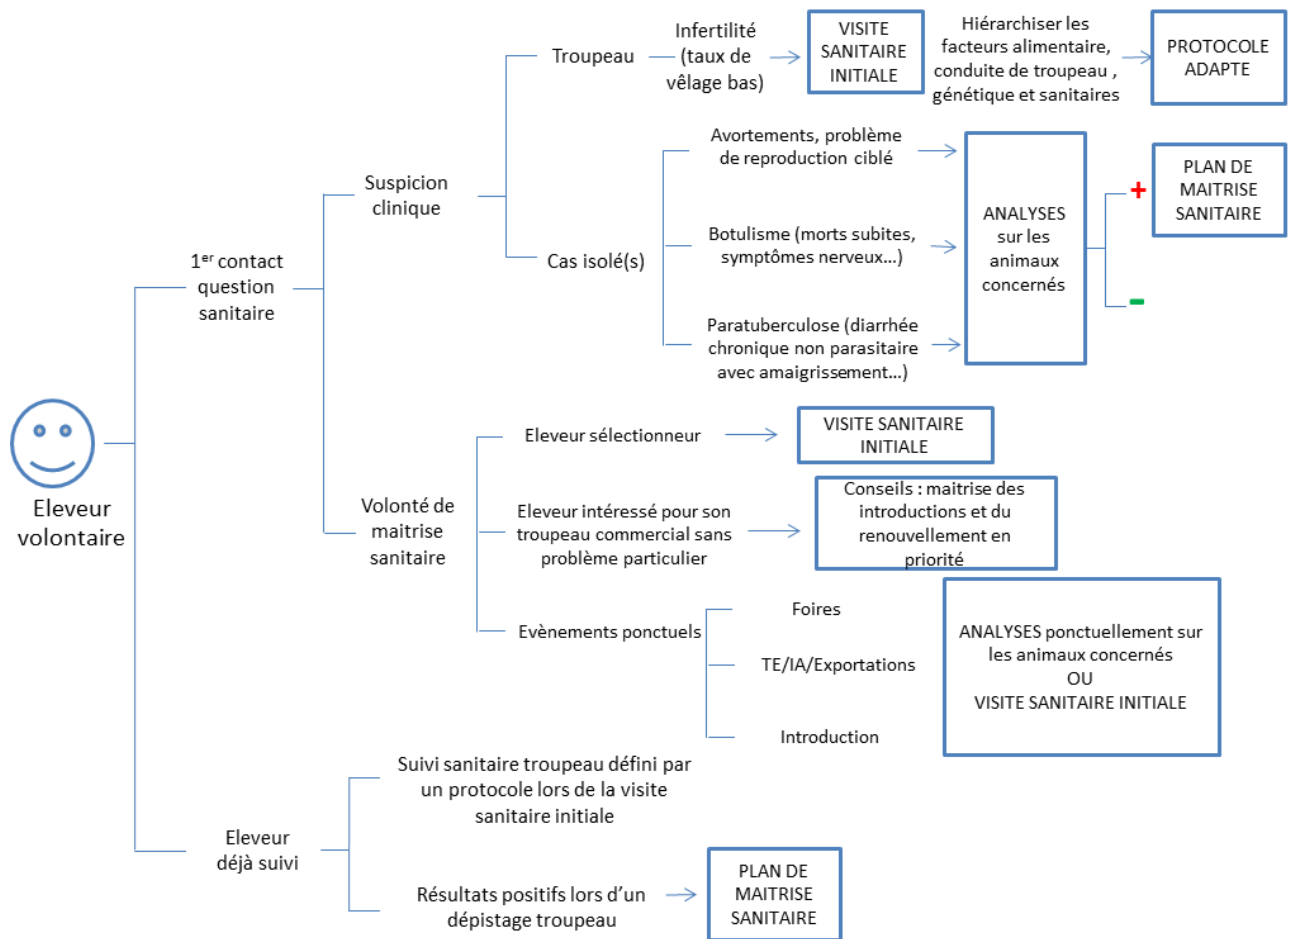 Troupeau
Infertilité
(taux de
vêlage bas)
VISITE
SANITAIRE
INITIALE
Hiérarchiser les
facteurs alimentaire,
conduite de troupeau ,
génétique et sanitaires
PROTOCOLE
ADAPTE
Suspicion
clinique
Cas isolé(s)
Avortements, problème
de reproduction ciblé
Botulisme (morts subites,
symptômes nerveux...)
Paratuberculose (diarrhée
chronique non parasitaire
avec amaigrissement...)
ANALYSES
sur les
animaux
concernés
+
-
PLAN DE
MAITRISE
SANITAIRE
1er contact
question
sanitaire
Eleveur
volontaire
Volonté de
maitrise
sanitaire
Eleveur sélectionneur
VISITE SANITAIRE
INITIALE
Eleveur intéressé pour son
troupeau commercial sans
problème particulier
Conseils : maitrise des
introductions et du
renouvellement en
priorité
Evènements ponctuels
Foires
TE/IA/Exportations
Introduction
ANALYSES ponctuellement sur
les animaux concernés
OU
VISITE SANITAIRE INITIALE
Eleveur
déjà suivi
Suivi sanitaire troupeau défini par
un protocole lors de la visite
sanitaire initiale
Résultats positifs lors d'un
dépistage troupeau
PLAN DE
MAITRISE
SANITAIRE